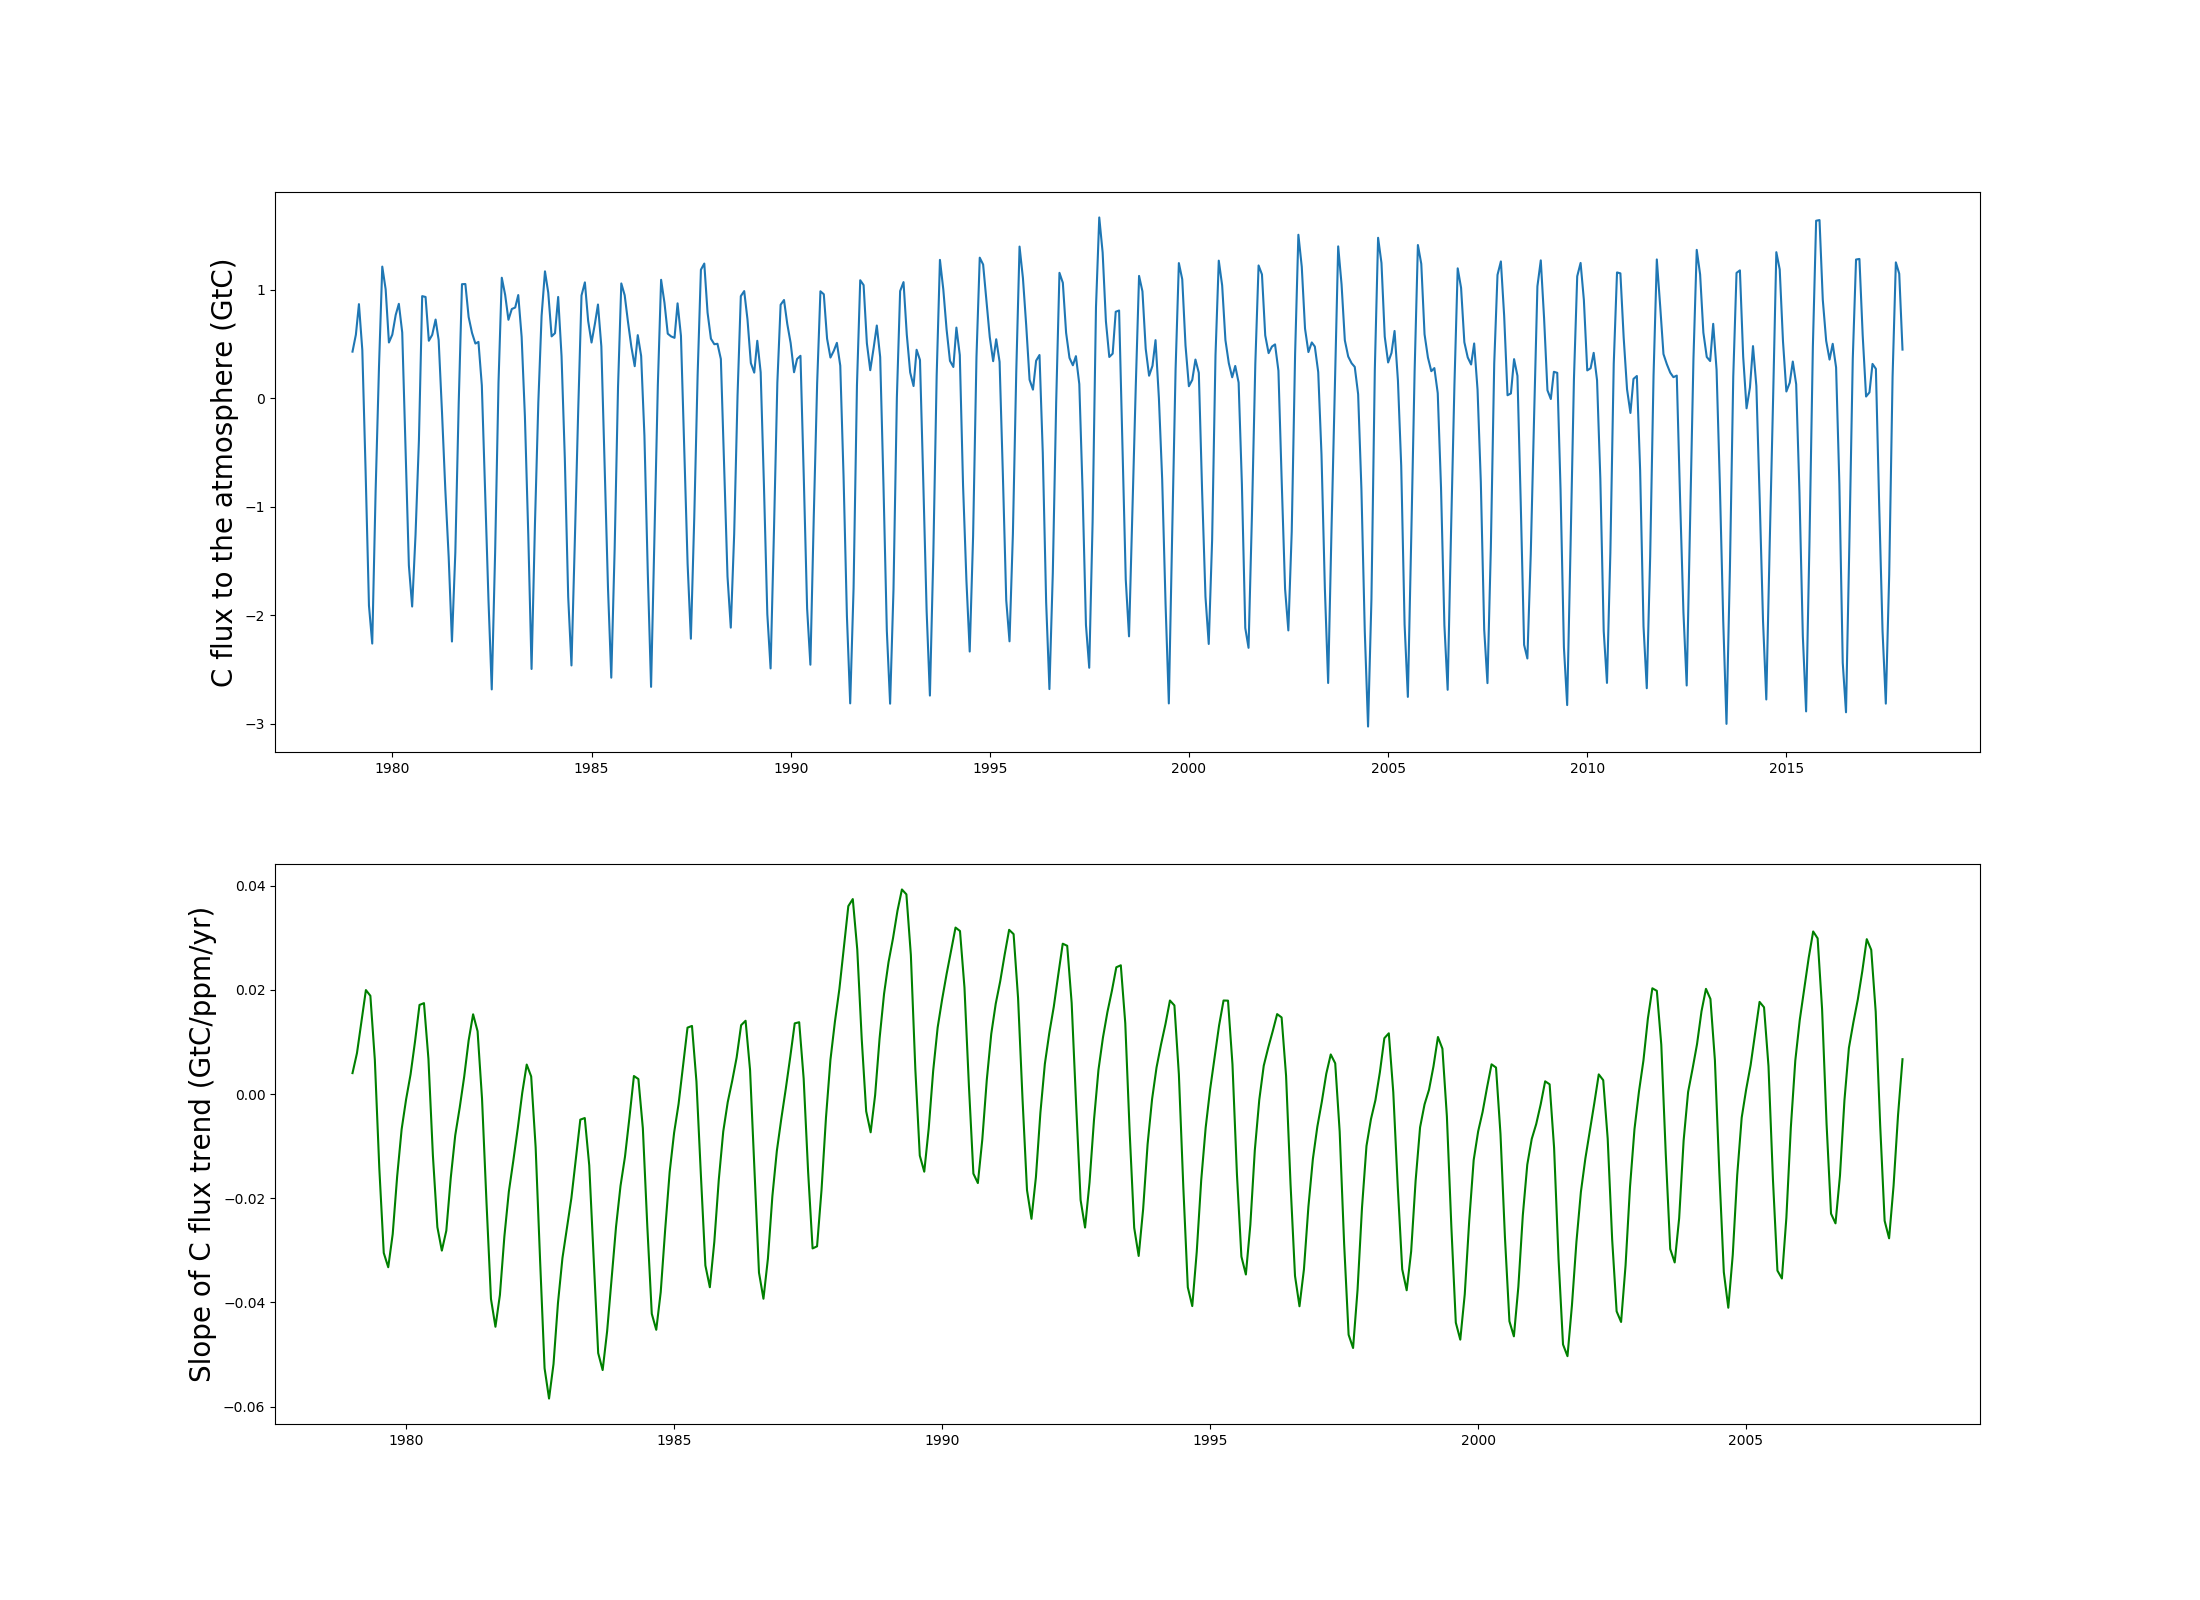 C flux to the atmosphere (GtC)
1
0
−1
−2
−3
1980 1985 1990 1995 2000 2005 2010 2015
Slope of C flux trend (GtC/ppm/yr)
0.04
0.02
0.00
−0.02
−0.04
−0.06
1980 1985 1990 1995 2000 2005